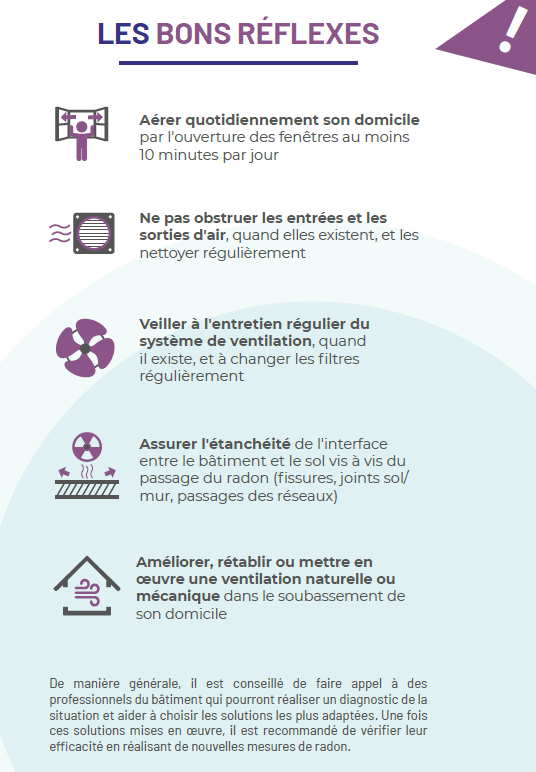 LES BONS RÉFLEXES
!
Aérer quotidiennement son domicile
par l'ouverture des fenêtres au moins
10 minutes par jour
Ne pas obstruer les entrées et les
sorties d'air, quand elles existent, et les
nettoyer régulièrement
Veiller à l'entretien régulier du
système de ventilation, quand
il existe, et à changer les filtres
régulièrement
Assurer l'étanchéité de l'interface
entre le bâtiment et le sol vis à vis du
passage du radon (fissures, joints sol/
mur, passages des réseaux)
Améliorer, rétablir ou mettre en
œuvre une ventilation naturelle ou
mécanique dans le soubassement de
son domicile
De manière générale, il est conseillé de faire appel à des
professionnels du bâtiment qui pourront réaliser un diagnostic de la
situation et aider à choisir les solutions les plus adaptées. Une fois
ces solutions mises en œuvre, il est recommandé de vérifier leur
efficacité en réalisant de nouvelles mesures de radon.